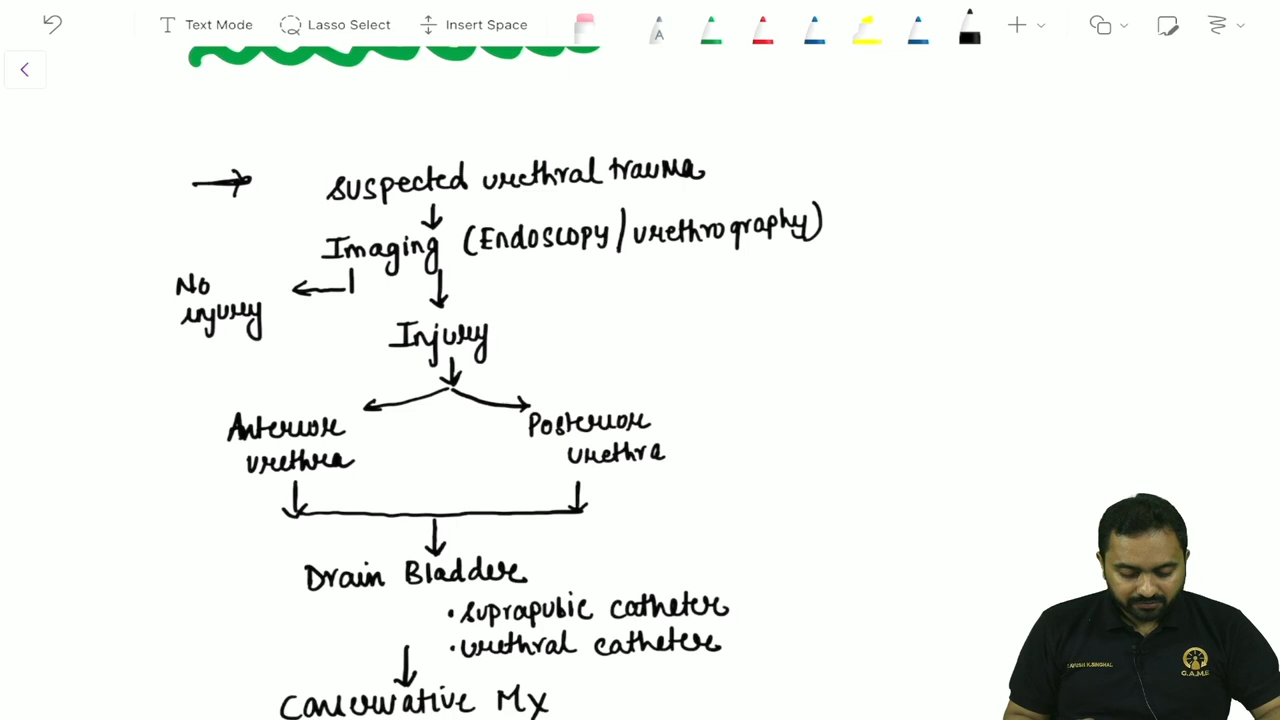 Text Mode
Lasso Select
Insert Space
A
suspected urethral trauma
Imaging (Endoscopy/urethrography)
No
injury
Injury
Anterior
urethra
Posterior
urethra
Drain Bladder
• suprapubic catheter
• urethral catheter
Conservative Mx
G.A.M.E